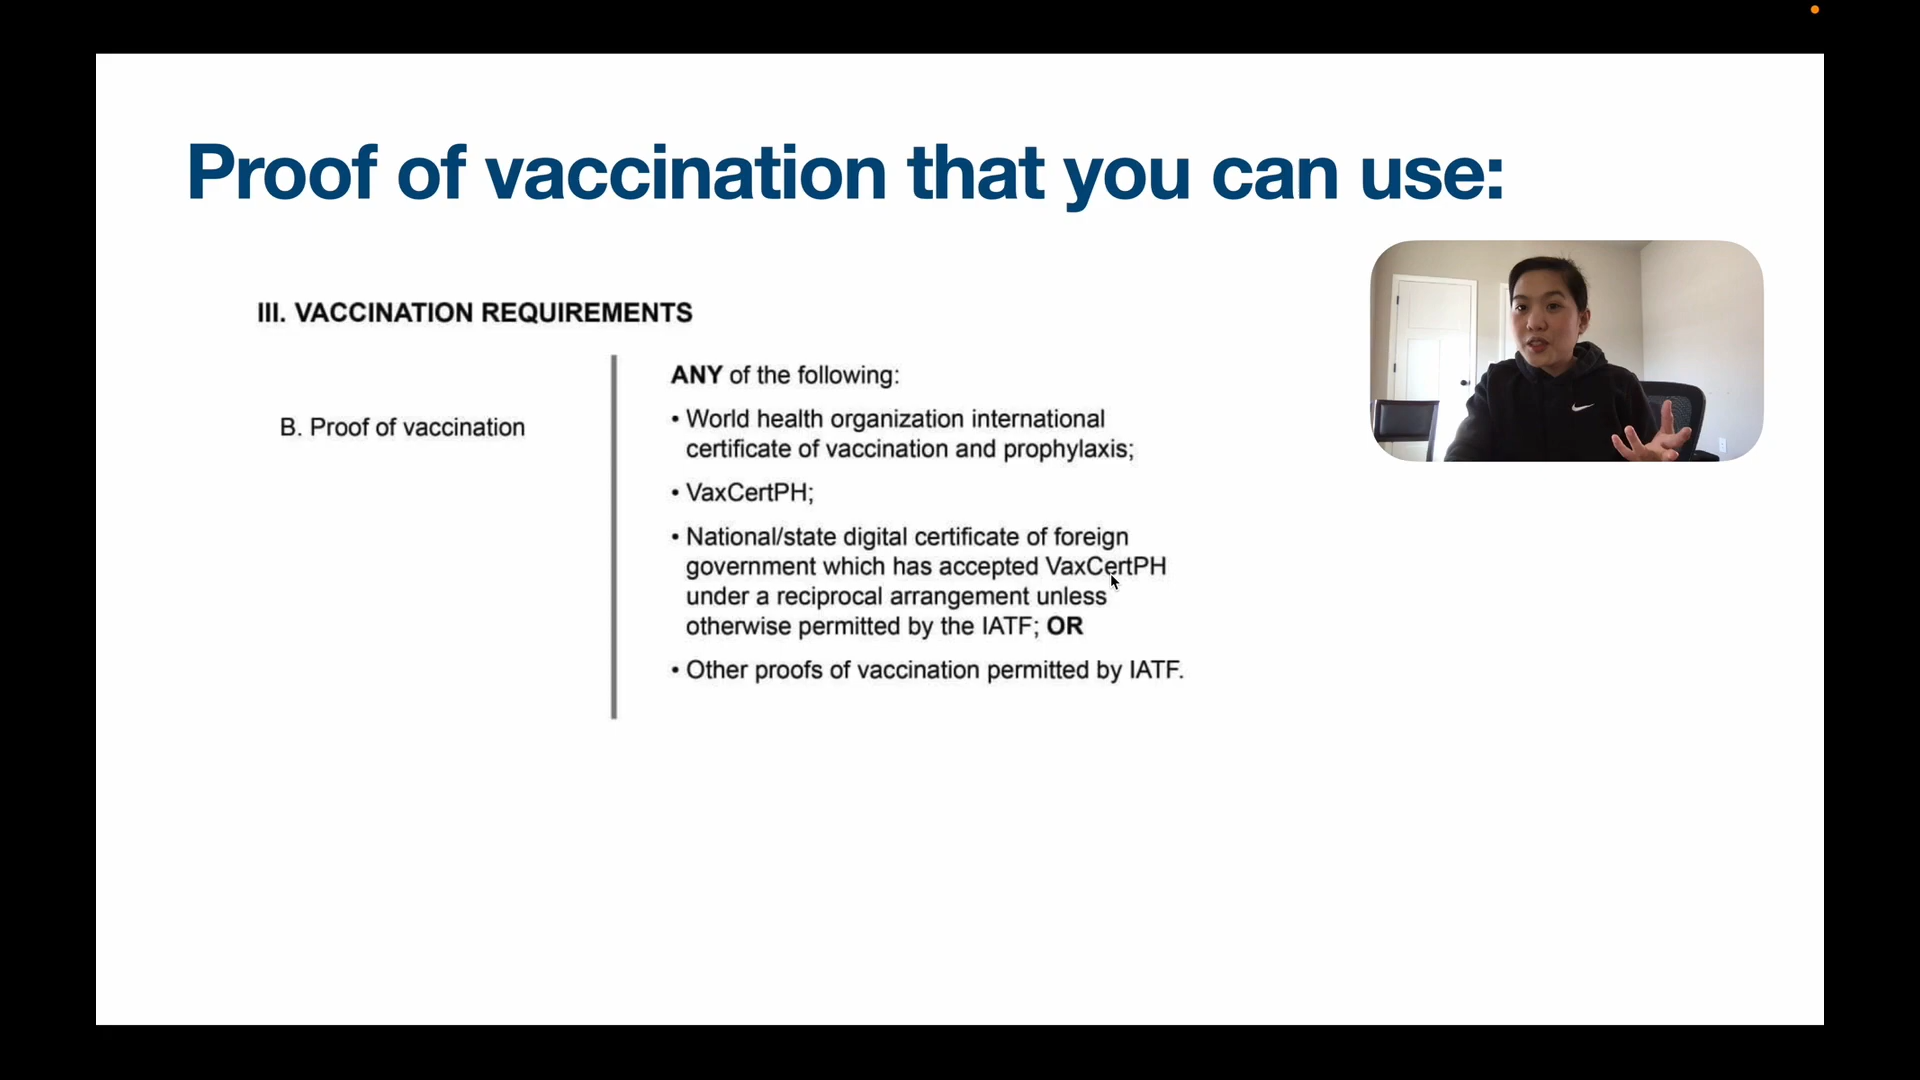 Proof of vaccination that you can use:
III. VACCINATION REQUIREMENTS
B. Proof of vaccination
ANY of the following:
• World health organization international
certificate of vaccination and prophylaxis;
• VaxCertPH;
• National/state digital certificate of foreign
government which has accepted VaxCertPH
under a reciprocal arrangement unless
otherwise permitted by the IATF; OR
• Other proofs of vaccination permitted by IATF.